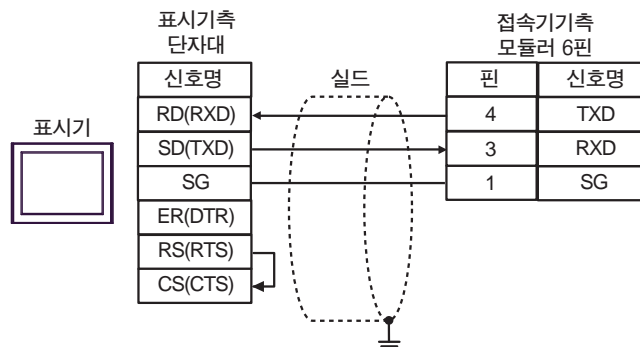 표시기측
단자대
접속기기측
모듈러 6핀
신호명
실드
핀
신호명
표시기
RD(RXD)
4
TXD
SD(TXD)
3
RXD
SG
1
SG
ER(DTR)
RS(RTS)
CS(CTS)